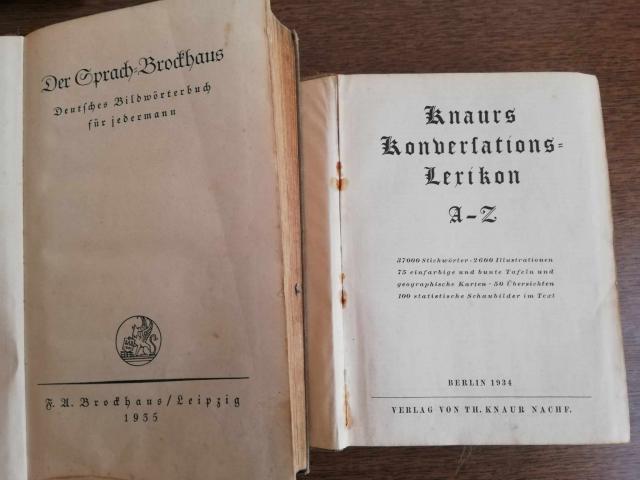 Der Sprach-Brockhaus
Deutsches Bildwörterbuch
für jedermann
F. A. Brockhaus / Leipzig
1935
Knaurs
Konversations-
Lexikon
A–Z
37000 Stichwörter · 2600 Illustrationen
75 einfarbige und bunte Tafeln und
geographische Karten · 50 Übersichten
100 statistische Schaubilder im Text
BERLIN 1934
VERLAG VON TH. KNAUR NACHF.